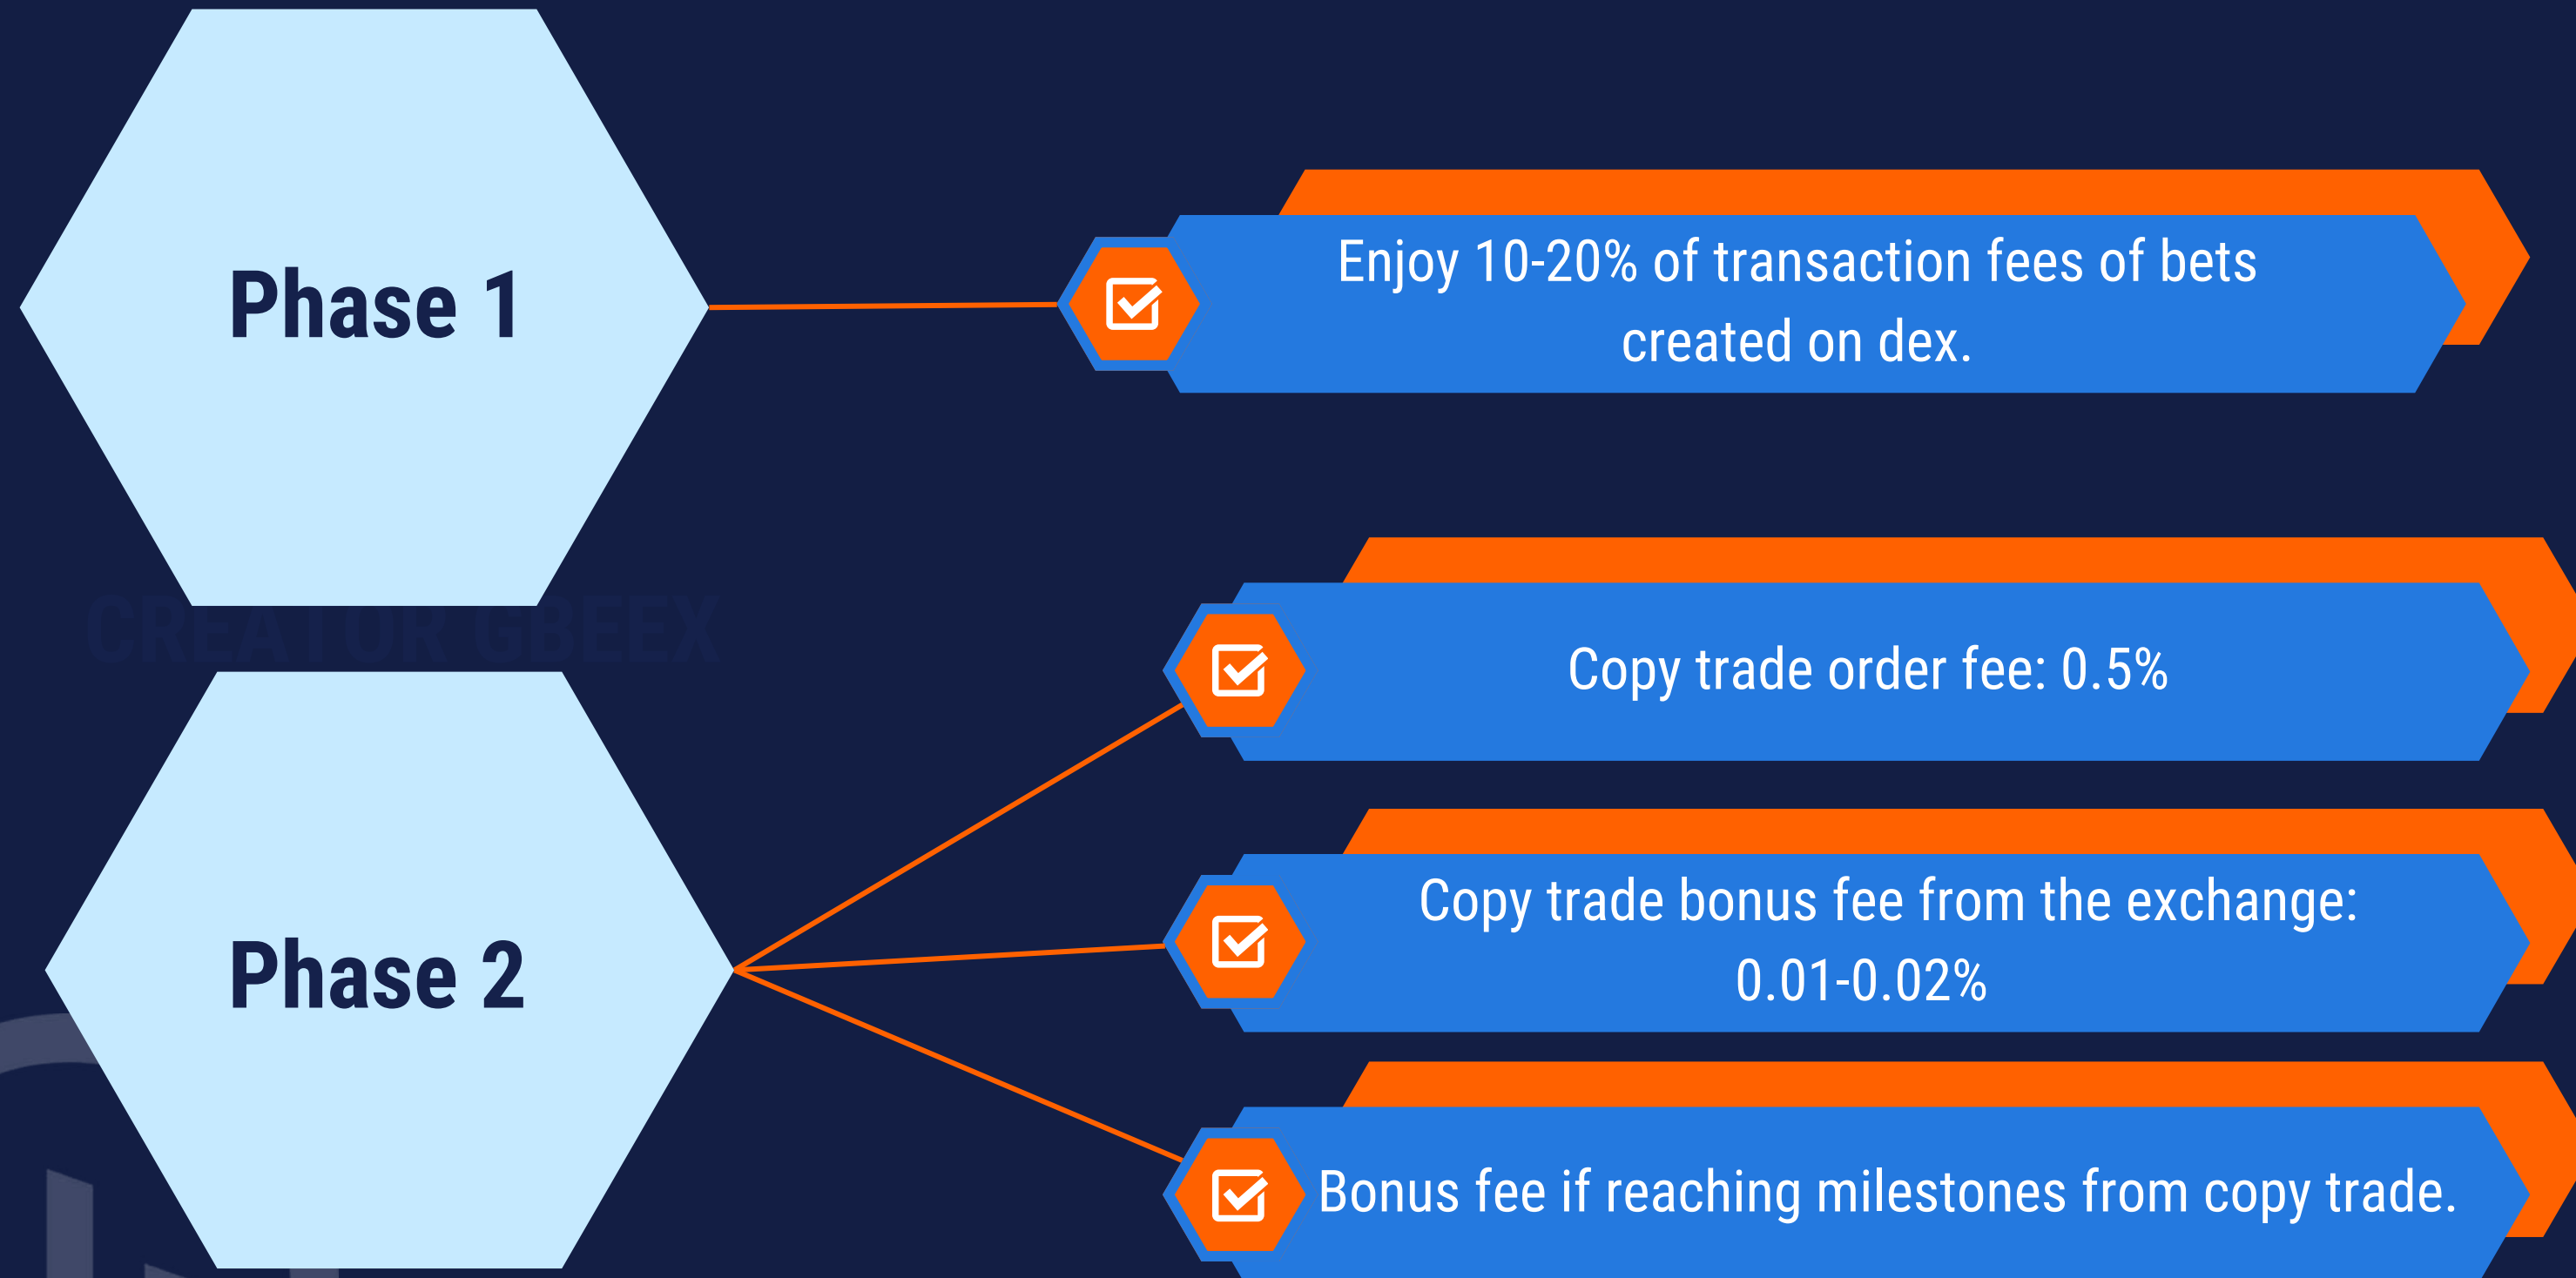 Phase 1
Enjoy 10-20% of transaction fees of bets
created on dex.
CREATOR GBEEX
Phase 2
Copy trade order fee: 0.5%
Copy trade bonus fee from the exchange:
0.01-0.02%
Bonus fee if reaching milestones from copy trade.